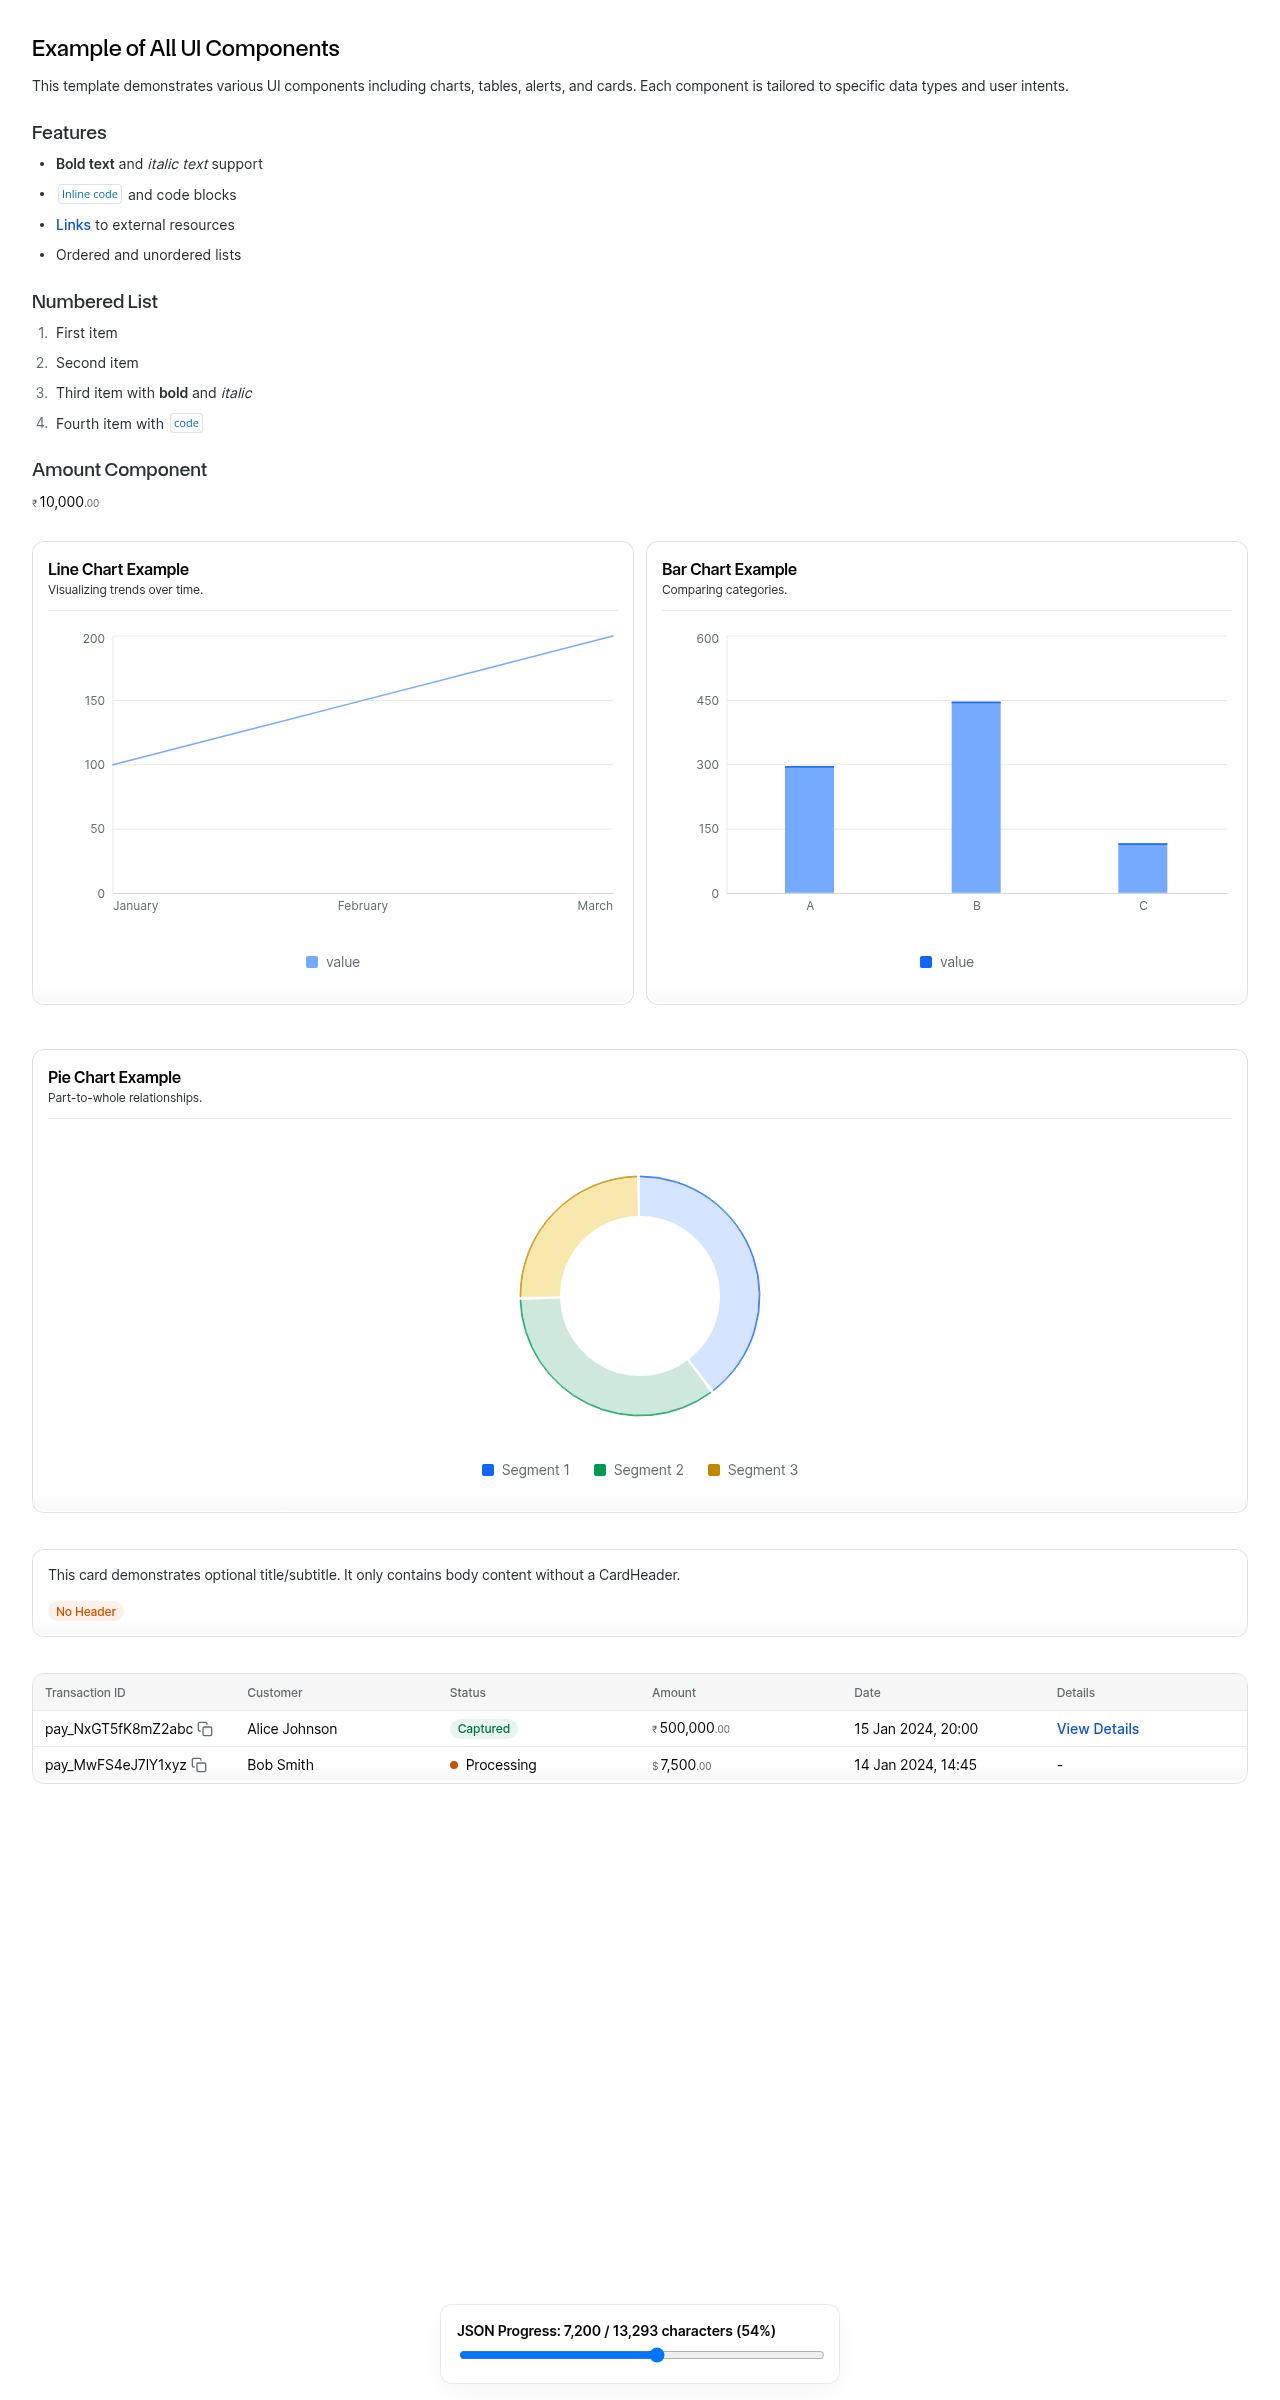 Example of All UI Components
This template demonstrates various UI components including charts, tables, alerts, and cards. Each component is tailored to specific data types and user intents.
Features
• Bold text and italic text support
• Inline code and code blocks
• Links to external resources
• Ordered and unordered lists
Numbered List
1. First item
2. Second item
3. Third item with bold and italic
4. Fourth item with code
Amount Component
₹10,000.00
Line Chart Example
Visualizing trends over time.
200
150
100
50
0
January February March
value
Bar Chart Example
Comparing categories.
600
450
300
150
0
A B C
value
Pie Chart Example
Part-to-whole relationships.
Segment 1 Segment 2 Segment 3
This card demonstrates optional title/subtitle. It only contains body content without a CardHeader.
No Header
Transaction ID Customer Status Amount Date Details
pay_NxGT5fK8mZ2abc Alice Johnson Captured ₹500,000.00 15 Jan 2024, 20:00 View Details
pay_MwFS4eJ7lY1xyz Bob Smith Processing $7,500.00 14 Jan 2024, 14:45 -
JSON Progress: 7,200 / 13,293 characters (54%)